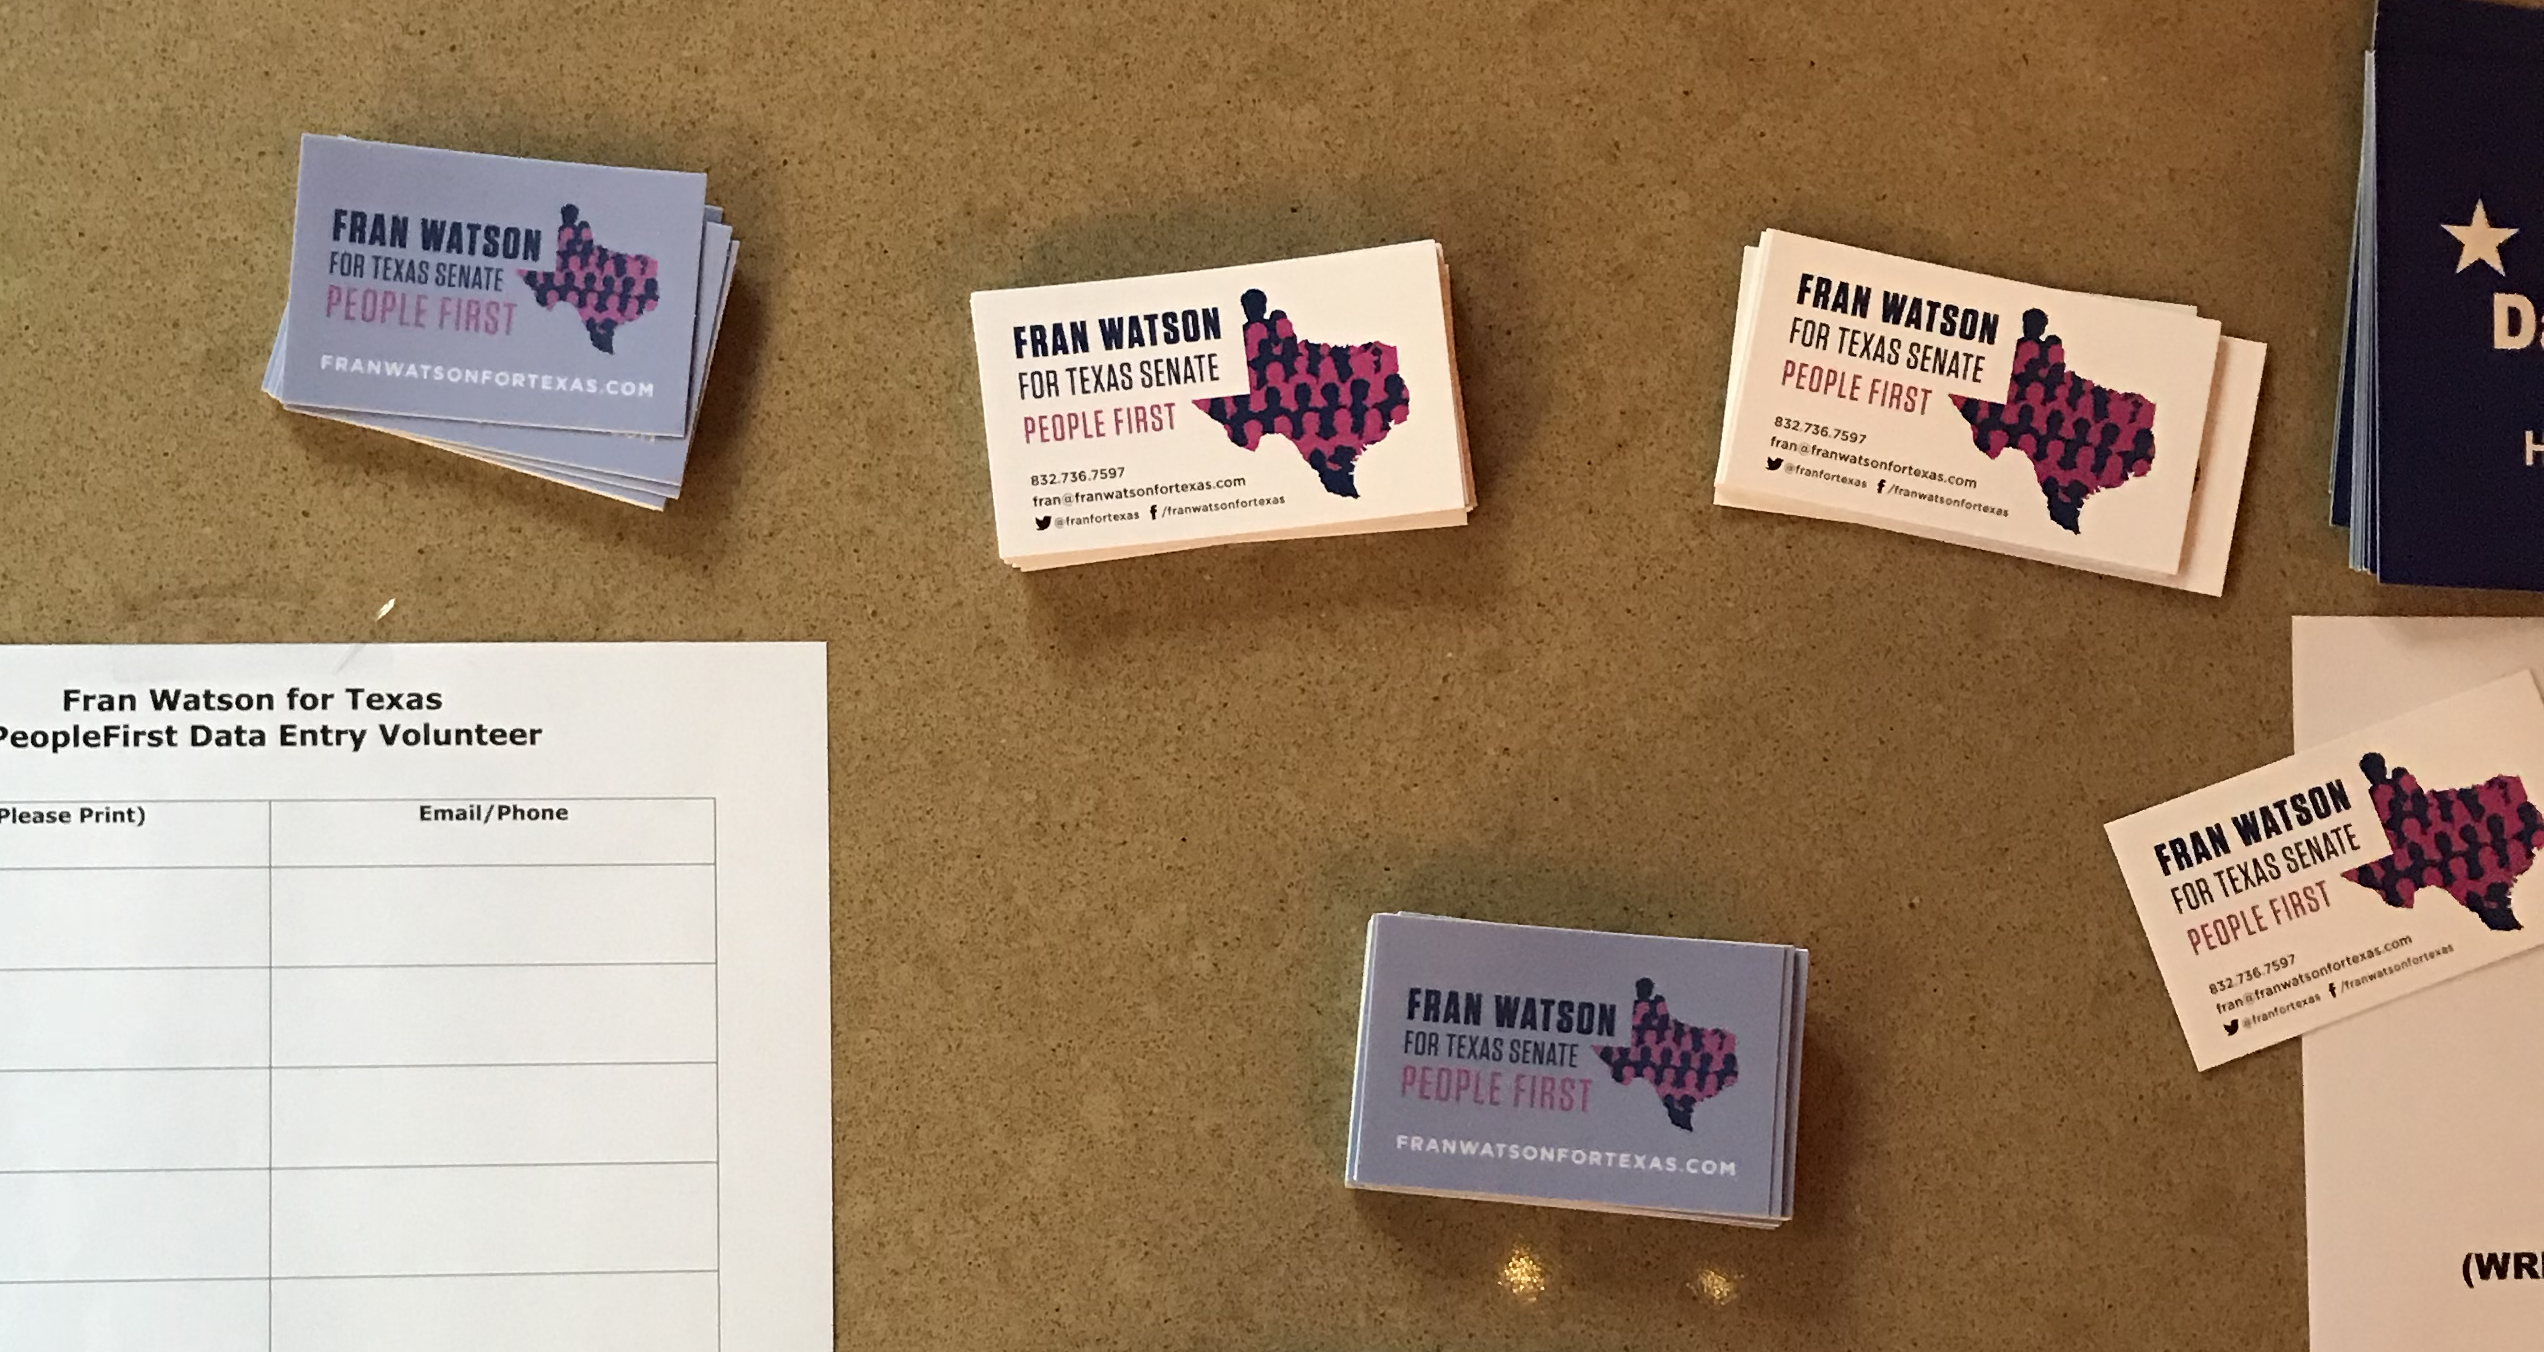 FRAN WATSON
FOR TEXAS SENATE
PEOPLE FIRST
FRANWATSONFORTEXAS.COM
FRAN WATSON
FOR TEXAS SENATE
PEOPLE FIRST
832.736.7597
fran@franwatsonfortexas.com
@franfortexas /franwatsonfortexas
FRAN WATSON
FOR TEXAS SENATE
PEOPLE FIRST
832.736.7597
fran@franwatsonfortexas.com
@franfortexas /franwatsonfortexas
Fran Watson for Texas
PeopleFirst Data Entry Volunteer
Please Print) Email/Phone
FRAN WATSON
FOR TEXAS SENATE
PEOPLE FIRST
832.736.7597
fran@franwatsonfortexas.com
@franfortexas /franwatsonfortexas
FRAN WATSON
FOR TEXAS SENATE
PEOPLE FIRST
FRANWATSONFORTEXAS.COM